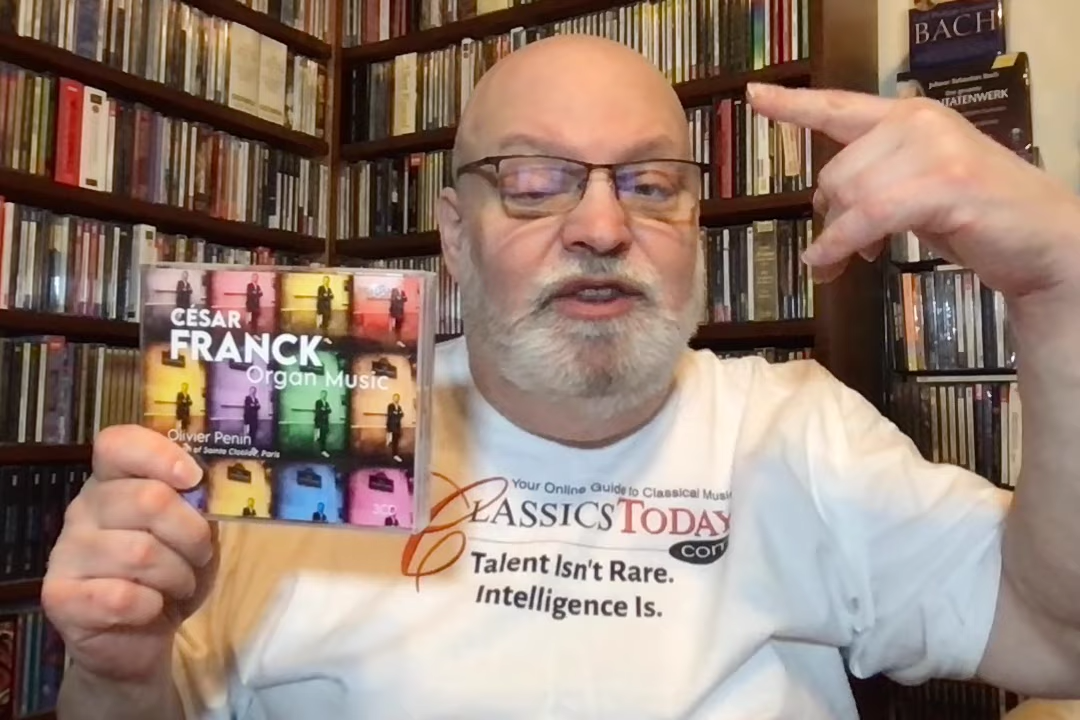 BACH
Johann Sebastian Bach
CÉSAR
FRANCK
Organ Music
Olivier Penin
of Sainte Clotilde, Paris
3CD
Your Online Guide to Classical Music
CLASSICSTODAY
com
Talent Isn't Rare.
Intelligence Is.